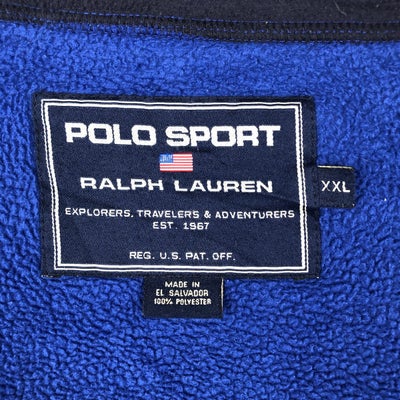 POLO SPORT
RALPH LAUREN
XXL
EXPLORERS, TRAVELERS & ADVENTURERS
EST. 1967
REG. U.S. PAT. OFF.
MADE IN
EL SALVADOR
100% POLYESTER